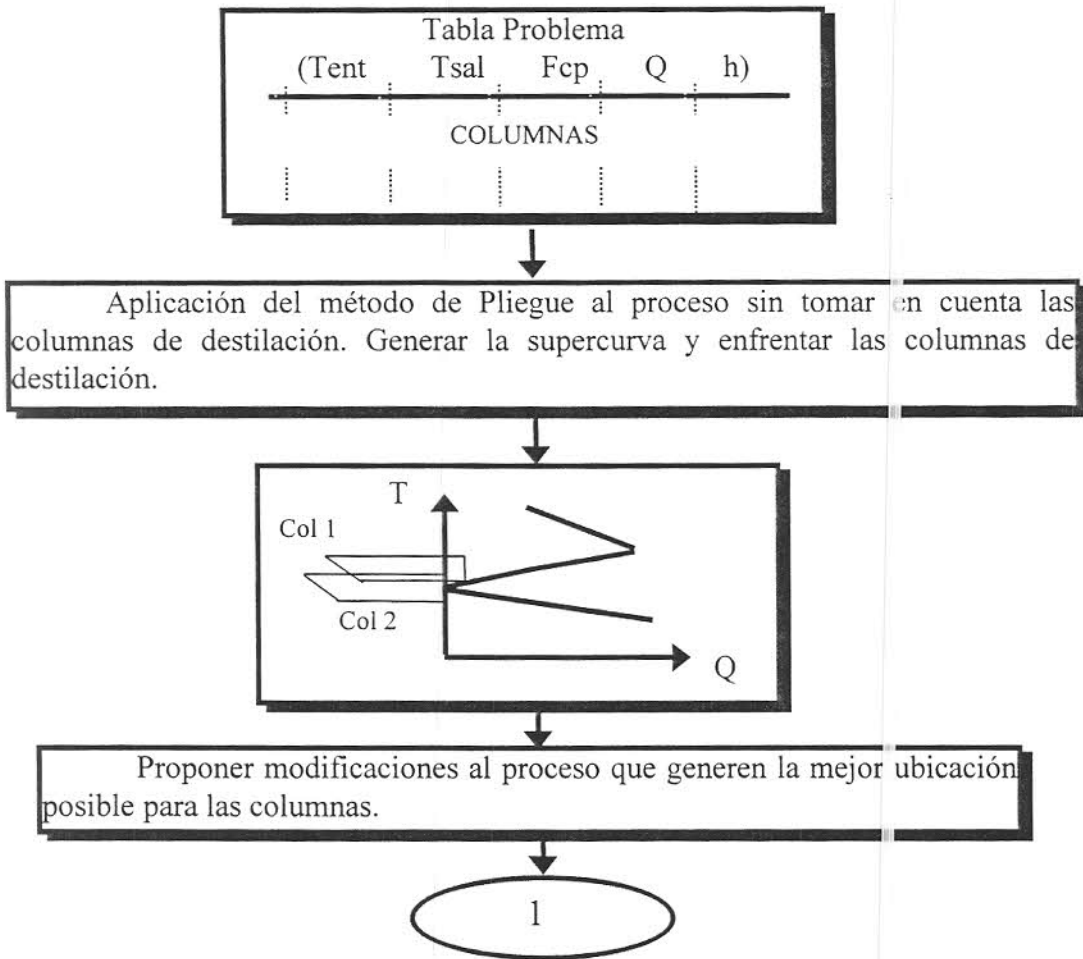 Tabla Problema
(Tent Tsal Fcp Q h)
COLUMNAS
Aplicación del método de Pliegue al proceso sin tomar en cuenta las
columnas de destilación. Generar la supercurva y enfrentar las columnas de
destilación.
T
Col 1
Col 2
Q
Proponer modificaciones al proceso que generen la mejor ubicación
posible para las columnas.
1